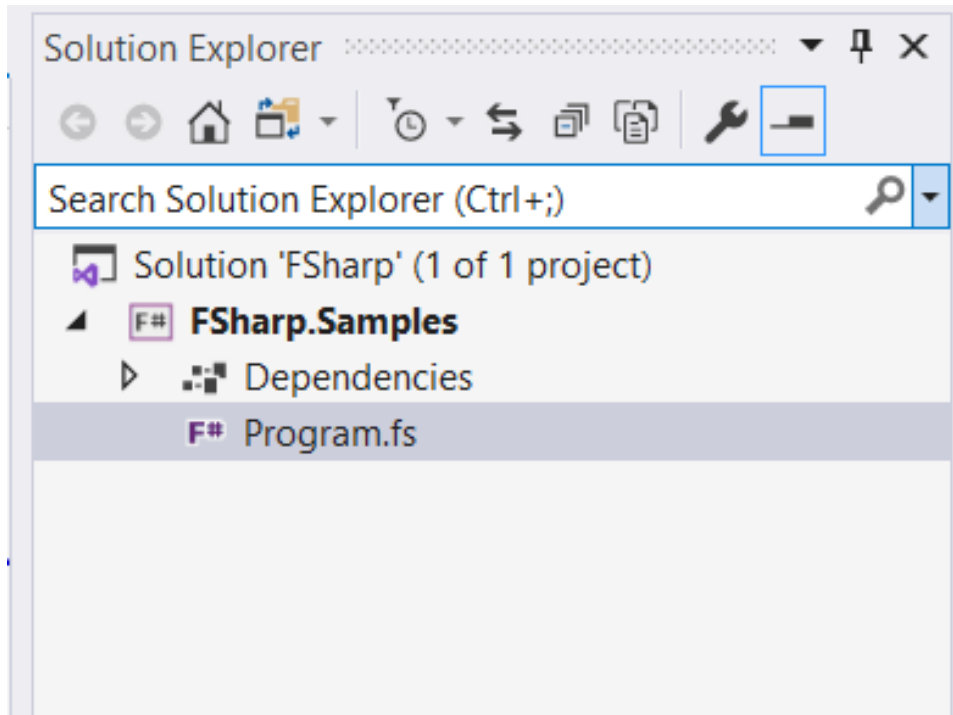 Solution Explorer
Search Solution Explorer (Ctrl+;)
Solution 'FSharp' (1 of 1 project)
F# FSharp.Samples
Dependencies
F# Program.fs